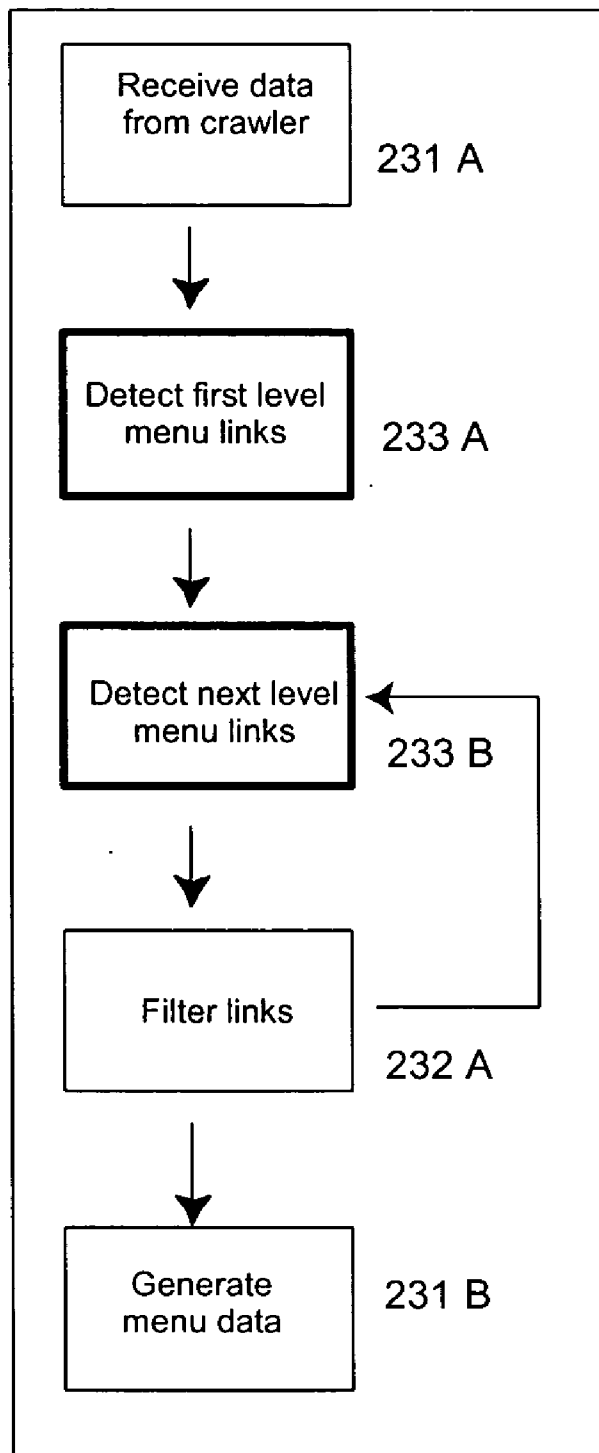 Receive data
from crawler
231 A
Detect first level
menu links
233 A
Detect next level
menu links
233 B
Filter links
232 A
Generate
menu data
231 B